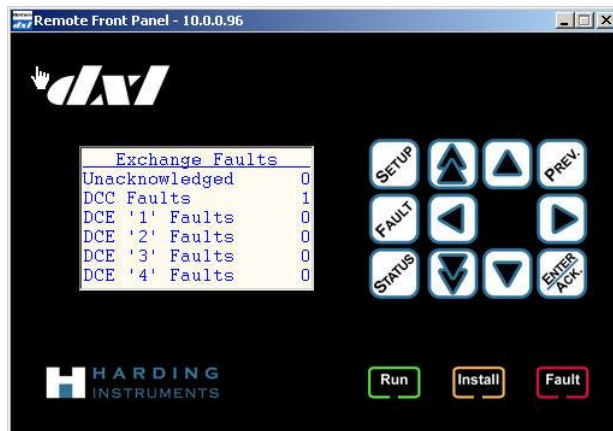 Remote Front Panel - 10.0.0.96
dxl
Exchange Faults
Unacknowledged 0
DCC Faults 1
DCE '1' Faults 0
DCE '2' Faults 0
DCE '3' Faults 0
DCE '4' Faults 0
SETUP
PREV.
FAULT
STATUS
ENTER
ACK.
HARDING
INSTRUMENTS
Run
Install
Fault